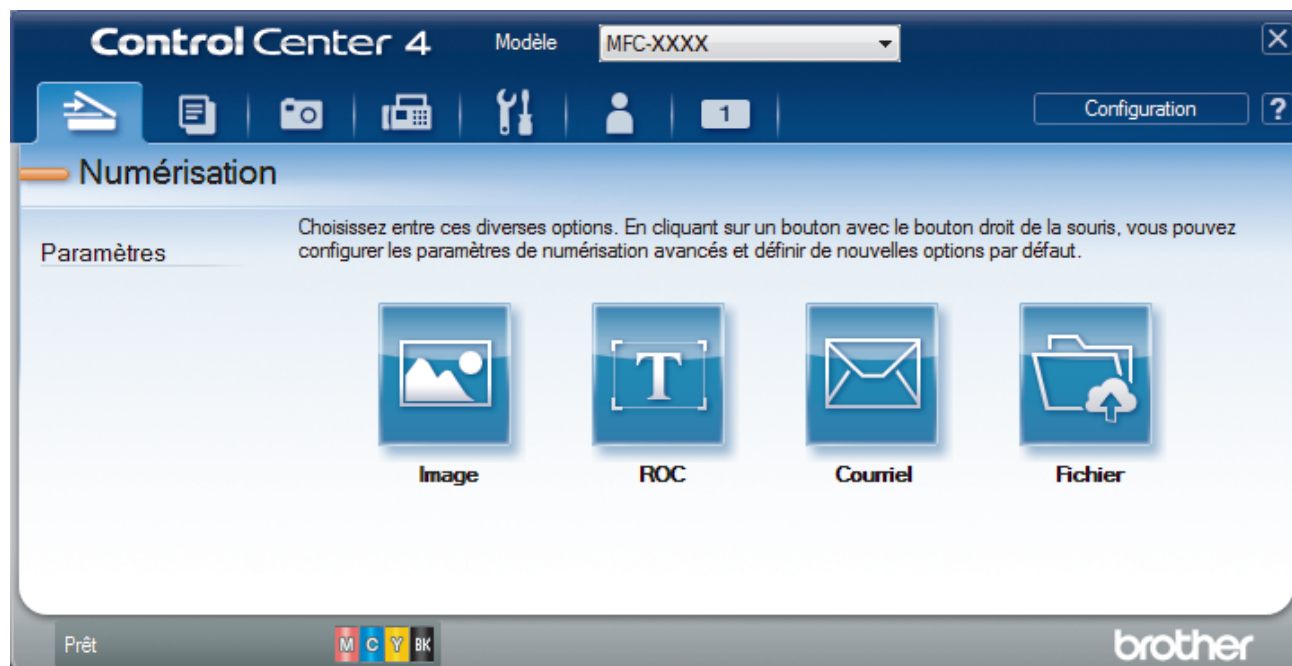 Control Center 4 Modèle MFC-XXXX
1 Configuration ?
Numérisation
Paramètres
Choisissez entre ces diverses options. En cliquant sur un bouton avec le bouton droit de la souris, vous pouvez
configurer les paramètres de numérisation avancés et définir de nouvelles options par défaut.
T
Image ROC Courriel Fichier
Prêt M C Y BK brother